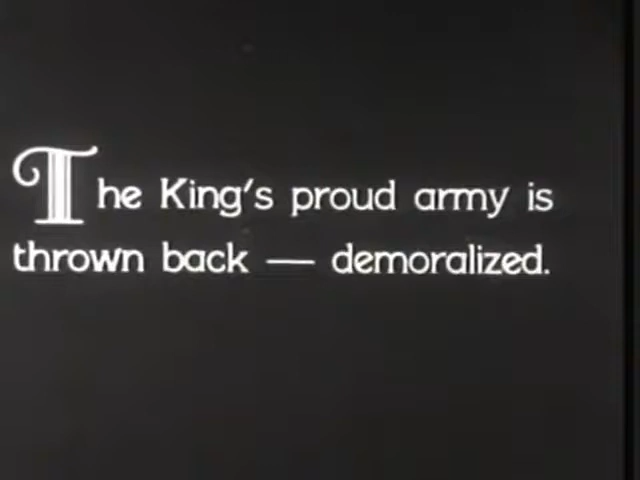 The King's proud army is
thrown back — demoralized.